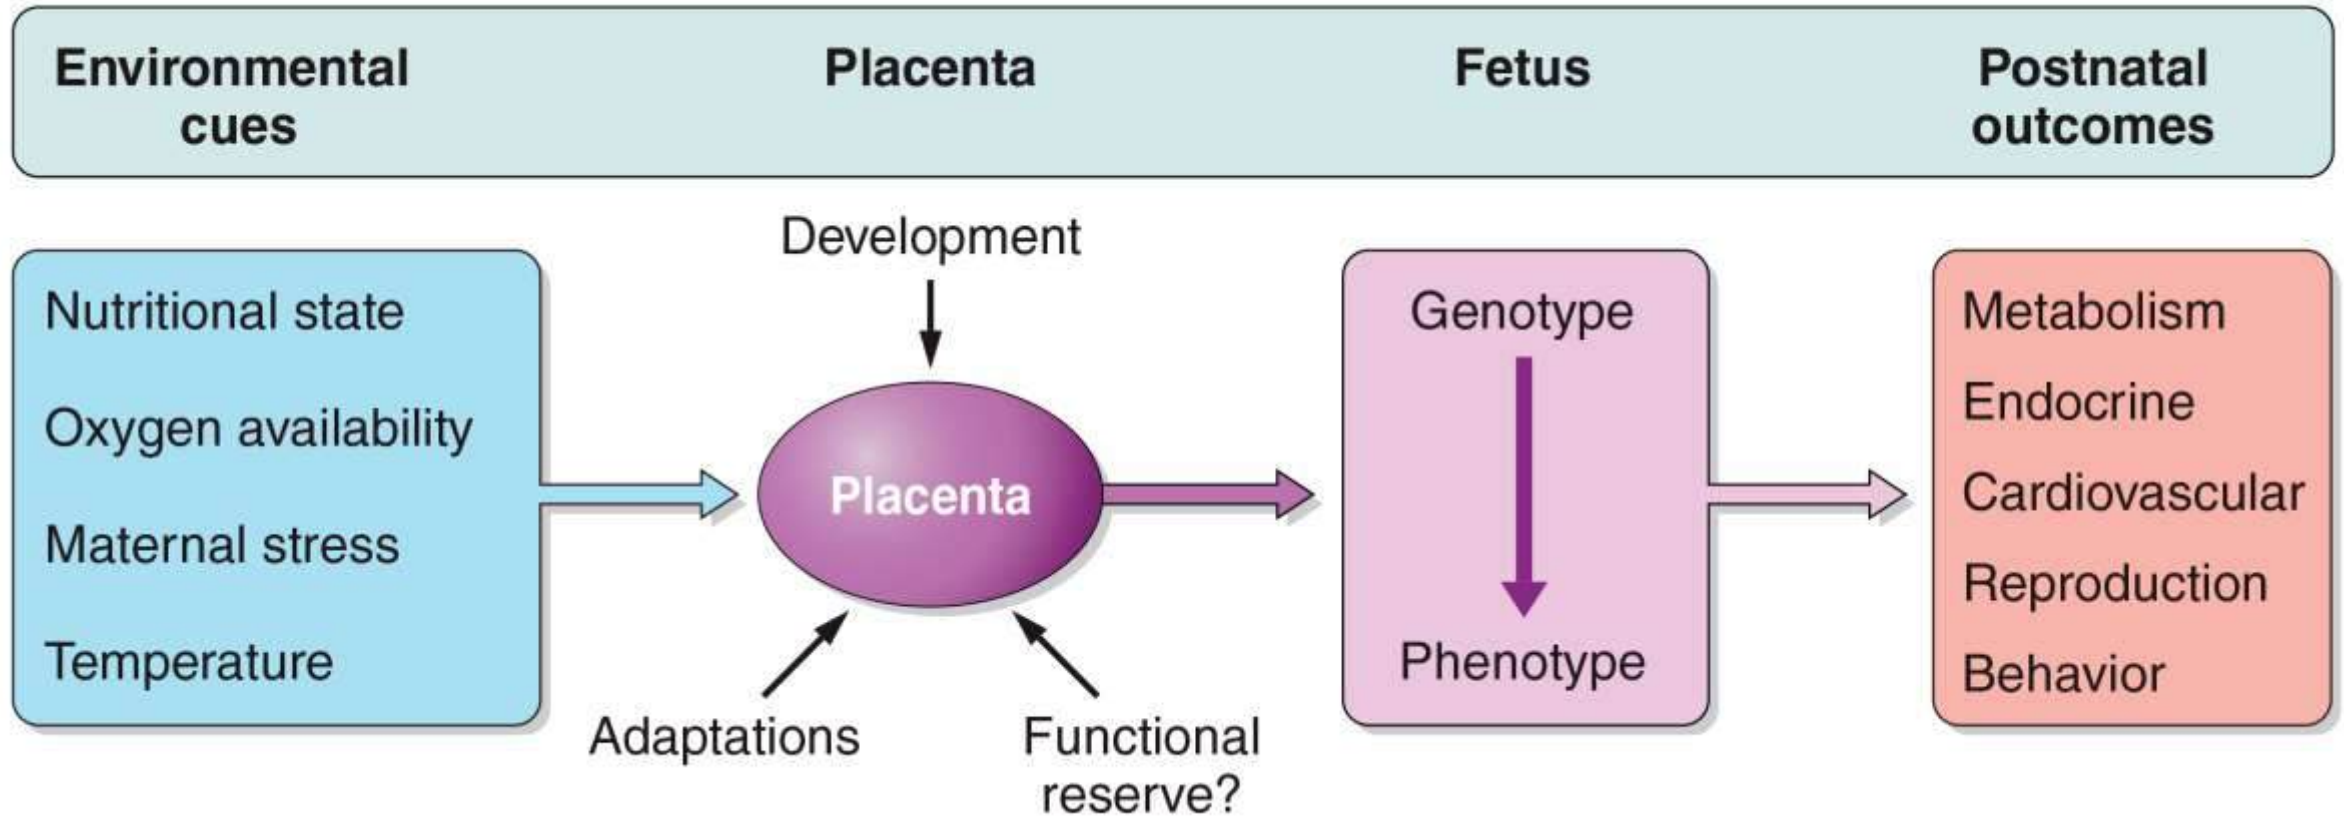 Environmental
cues
Placenta
Fetus
Postnatal
outcomes
Nutritional state
Oxygen availability
Maternal stress
Temperature
Development
Placenta
Adaptations
Functional
reserve?
Genotype
Phenotype
Metabolism
Endocrine
Cardiovascular
Reproduction
Behavior